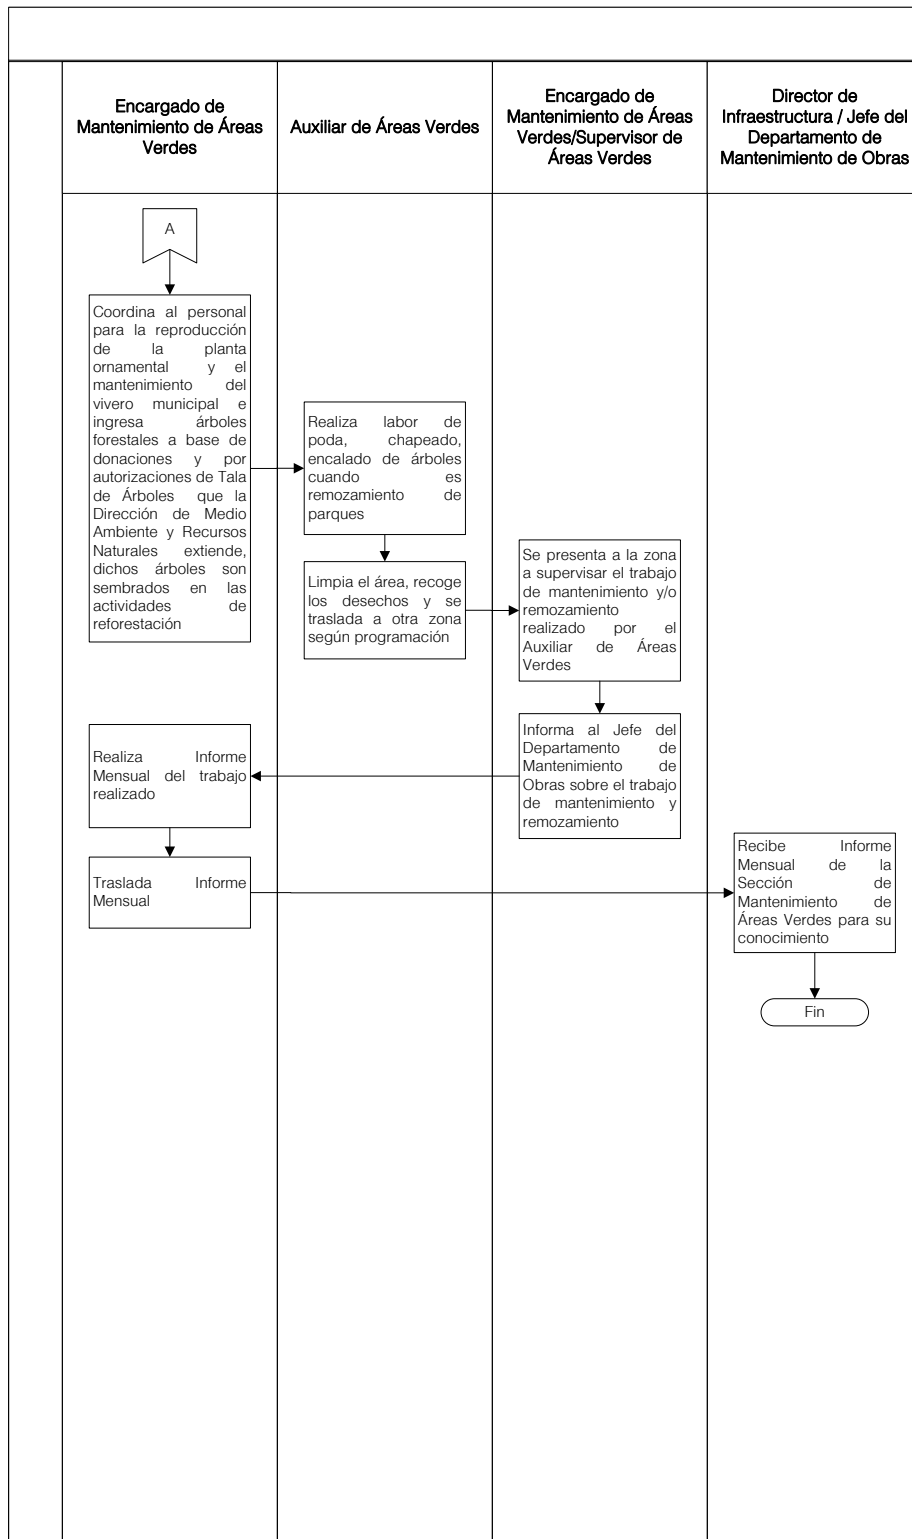 Encargado de
Mantenimiento de Áreas
Verdes
Auxiliar de Áreas Verdes
Encargado de
Mantenimiento de Áreas
Verdes/Supervisor de
Áreas Verdes
Director de
Infraestructura / Jefe del
Departamento de
Mantenimiento de Obras
A
Coordina al personal
para la reproducción
de la planta
ornamental y el
mantenimiento del
vivero municipal e
ingresa árboles
forestales a base de
donaciones y por
autorizaciones de Tala
de Árboles que la
Dirección de Medio
Ambiente y Recursos
Naturales extiende,
dichos árboles son
sembrados en las
actividades de
reforestación
Realiza labor de
poda, chapeado,
encalado de árboles
cuando es
remozamiento de
parques
Limpia el área, recoge
los desechos y se
traslada a otra zona
según programación
Se presenta a la zona
a supervisar el trabajo
de mantenimiento y/o
remozamiento
realizado por el
Auxiliar de Áreas
Verdes
Informa al Jefe del
Departamento de
Mantenimiento de
Obras sobre el trabajo
de mantenimiento y
remozamiento
Realiza Informe
Mensual del trabajo
realizado
Traslada Informe
Mensual
Recibe Informe
Mensual de la
Sección de
Mantenimiento de
Áreas Verdes para su
conocimiento
Fin